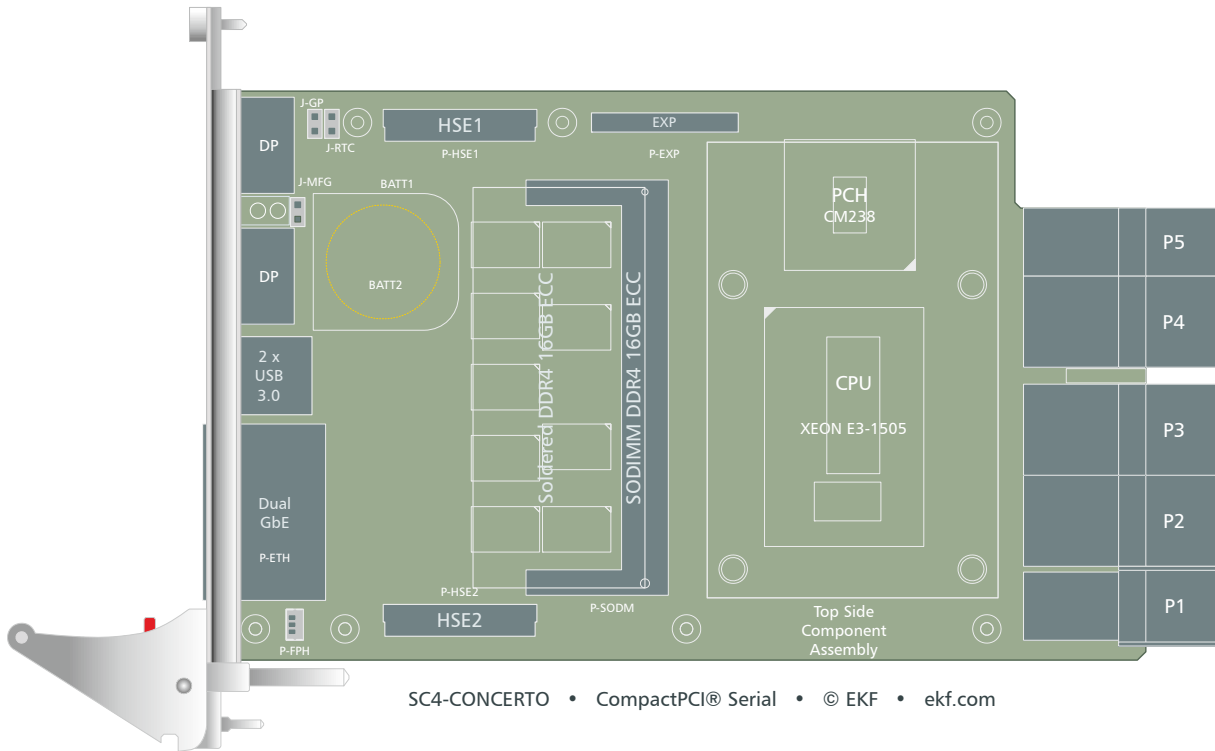 J-GP
DP
HSE1
EXP
J-RTC
P-HSE1
P-EXP
J-MFG
BATT1
PCH
CM238
P5
DP
BATT2
Soldered DDR4 16GB ECC
SODIMM DDR4 16GB ECC
P4
2 x
USB
3.0
CPU
XEON E3-1505
P3
Dual
GbE
P-ETH
P2
P-HSE2
P-SODM
P1
HSE2
Top Side
Component
Assembly
P-FPH
SC4-CONCERTO • CompactPCI® Serial • © EKF • ekf.com